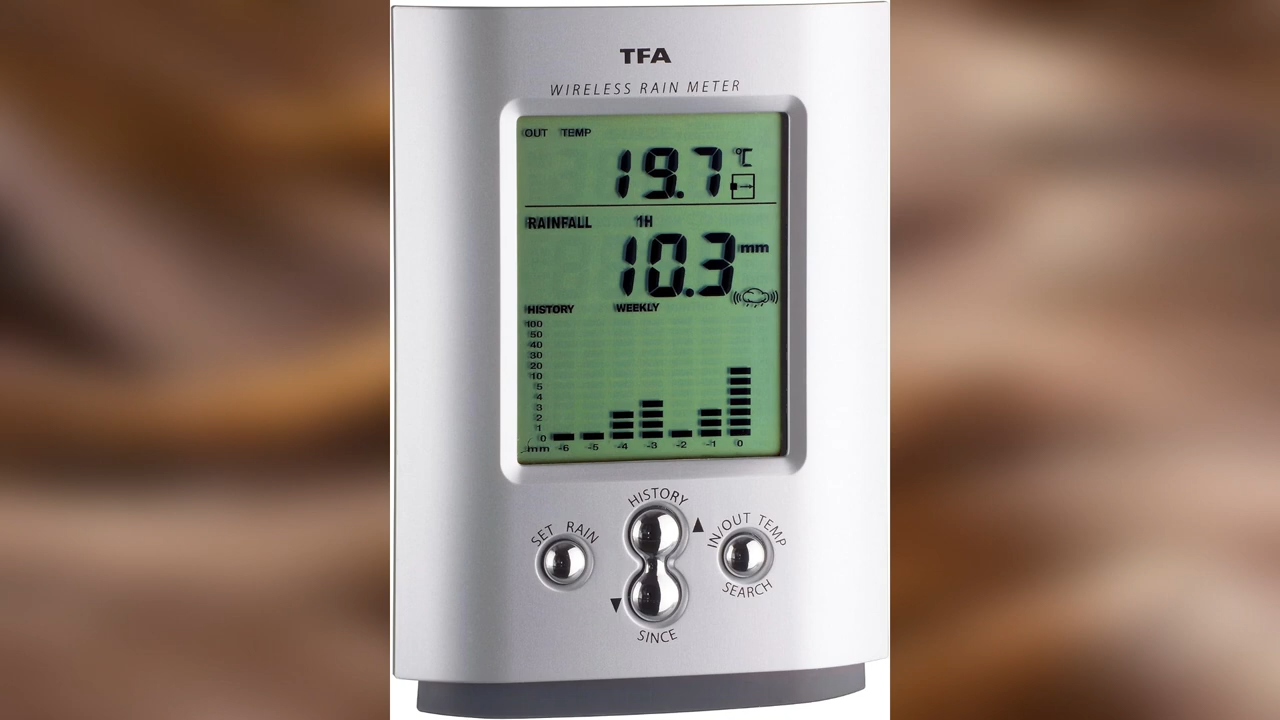 TFA
WIRELESS RAIN METER
OUT TEMP
19.7 °C
RAINFALL 1H
10.3 mm
HISTORY WEEKLY
100
50
40
30
20
10
5
4
3
2
1
0
mm -6 -5 -4 -3 -2 -1 0
HISTORY
SET RAIN
IN/OUT TEMP
SEARCH
SINCE